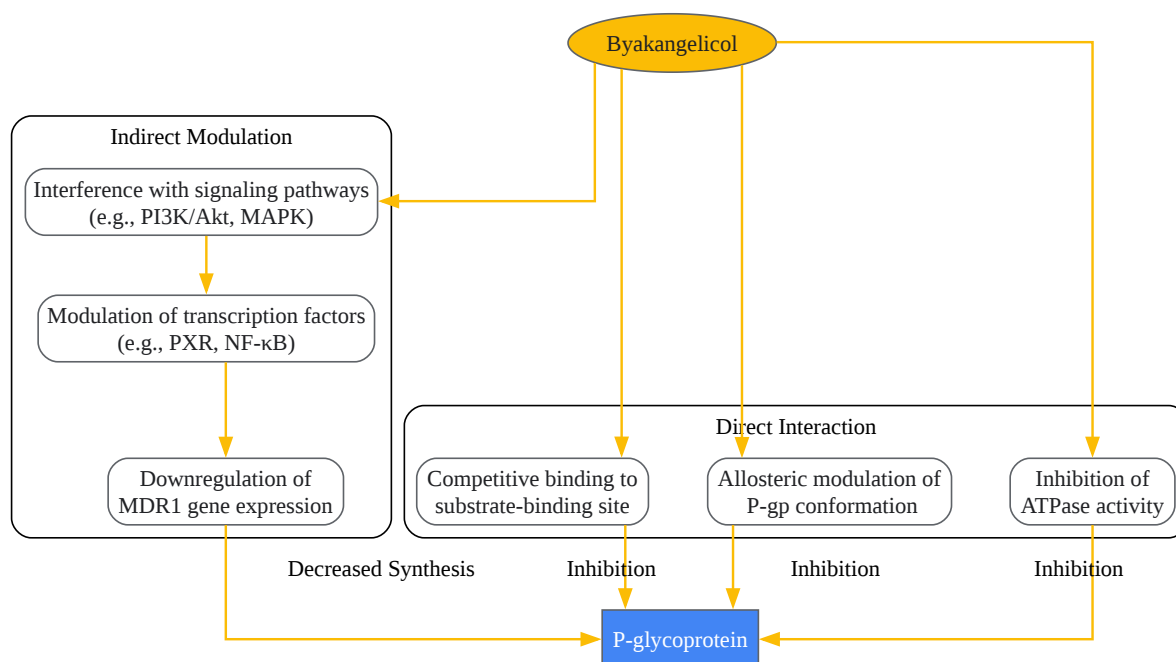 Byakangelicol
Indirect Modulation
Interference with signaling pathways
(e.g., PI3K/Akt, MAPK)
Modulation of transcription factors
(e.g., PXR, NF-κB)
Downregulation of
MDR1 gene expression
Direct Interaction
Competitive binding to
substrate-binding site
Allosteric modulation of
P-gp conformation
Inhibition of
ATPase activity
Decreased Synthesis
Inhibition
Inhibition
Inhibition
P-glycoprotein